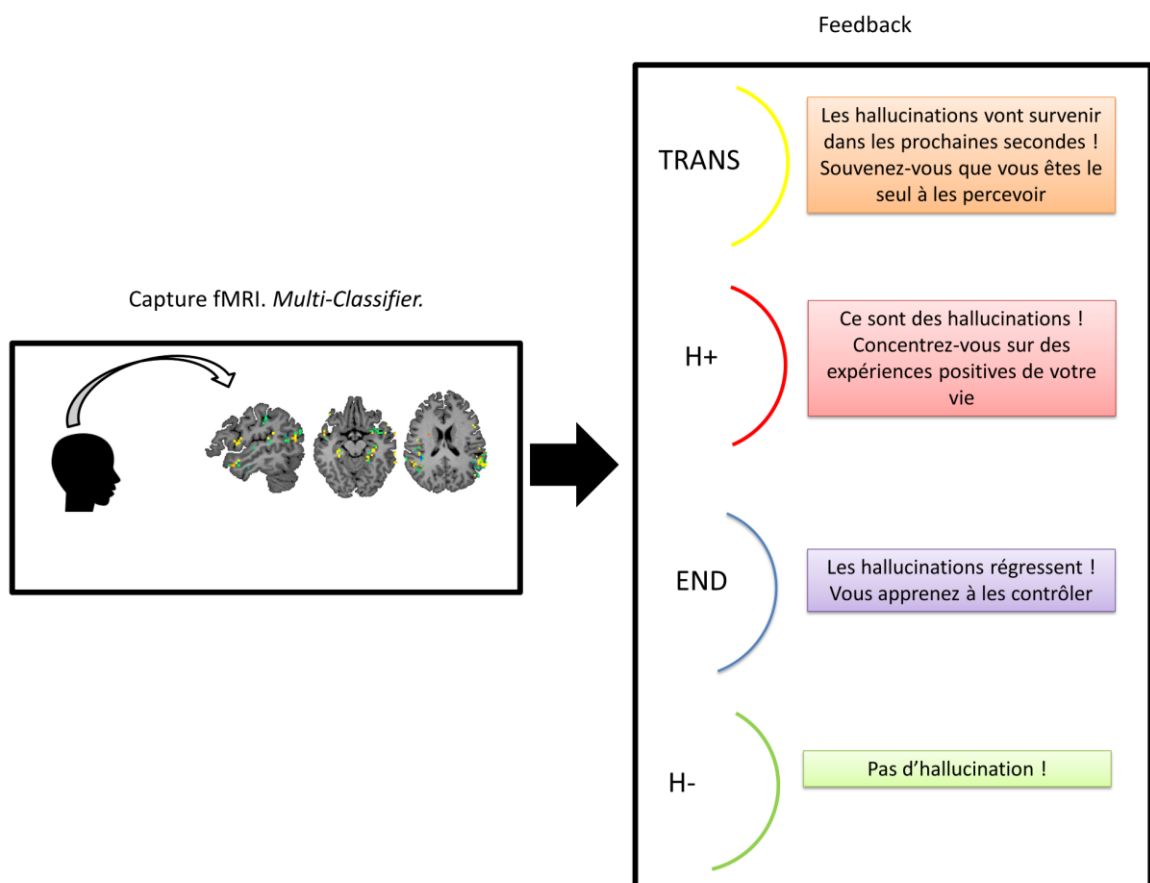 Feedback
Capture fMRI. Multi-Classifier.
TRANS
Les hallucinations vont survenir
dans les prochaines secondes !
Souvenez-vous que vous êtes le
seul à les percevoir
H+
Ce sont des hallucinations !
Concentrez-vous sur des
expériences positives de votre
vie
END
Les hallucinations régressent !
Vous apprenez à les contrôler
H-
Pas d’hallucination !